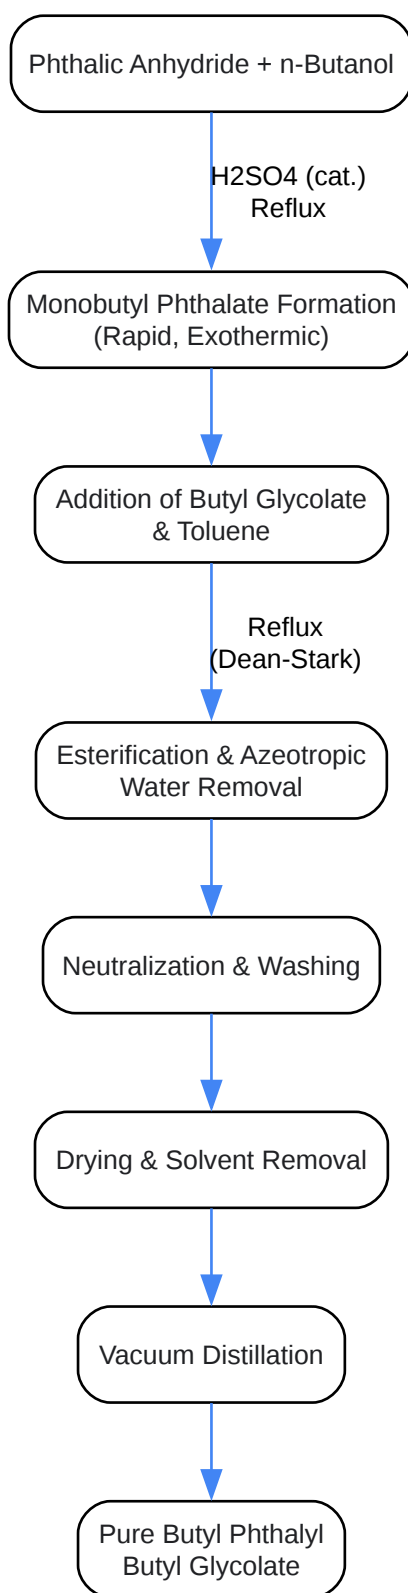 Phthalic Anhydride + n-Butanol
H2SO4 (cat.)
Reflux
Monobutyl Phthalate Formation
(Rapid, Exothermic)
Addition of Butyl Glycolate
& Toluene
Reflux
(Dean-Stark)
Esterification & Azeotropic
Water Removal
Neutralization & Washing
Drying & Solvent Removal
Vacuum Distillation
Pure Butyl Phthalyl
Butyl Glycolate